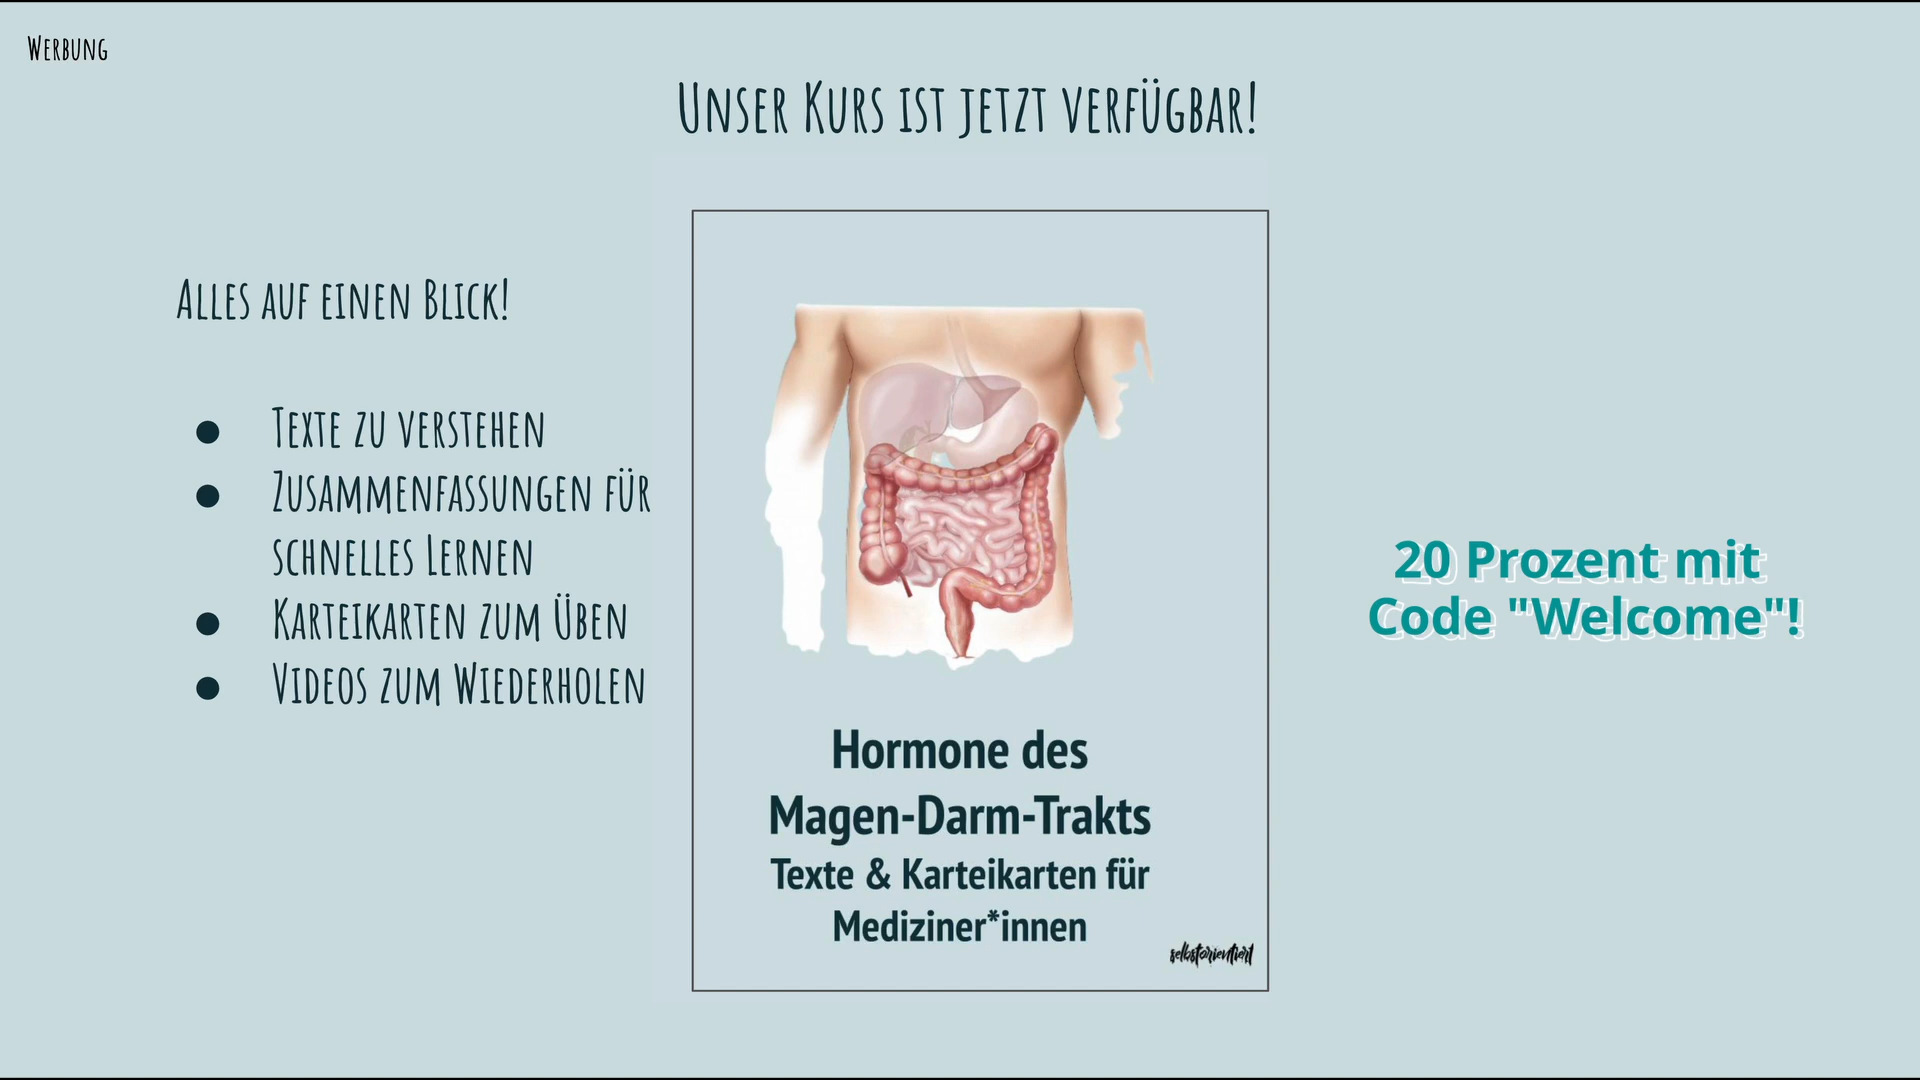 Werbung
Unser Kurs ist jetzt verfügbar!
Alles auf einen Blick!
● Texte zu verstehen
● Zusammenfassungen für
schnelles Lernen
● Karteikarten zum Üben
● Videos zum Wiederholen
Hormone des
Magen-Darm-Trakts
Texte & Karteikarten für
Mediziner*innen
selbstorientiert
20 Prozent mit
Code "Welcome"!